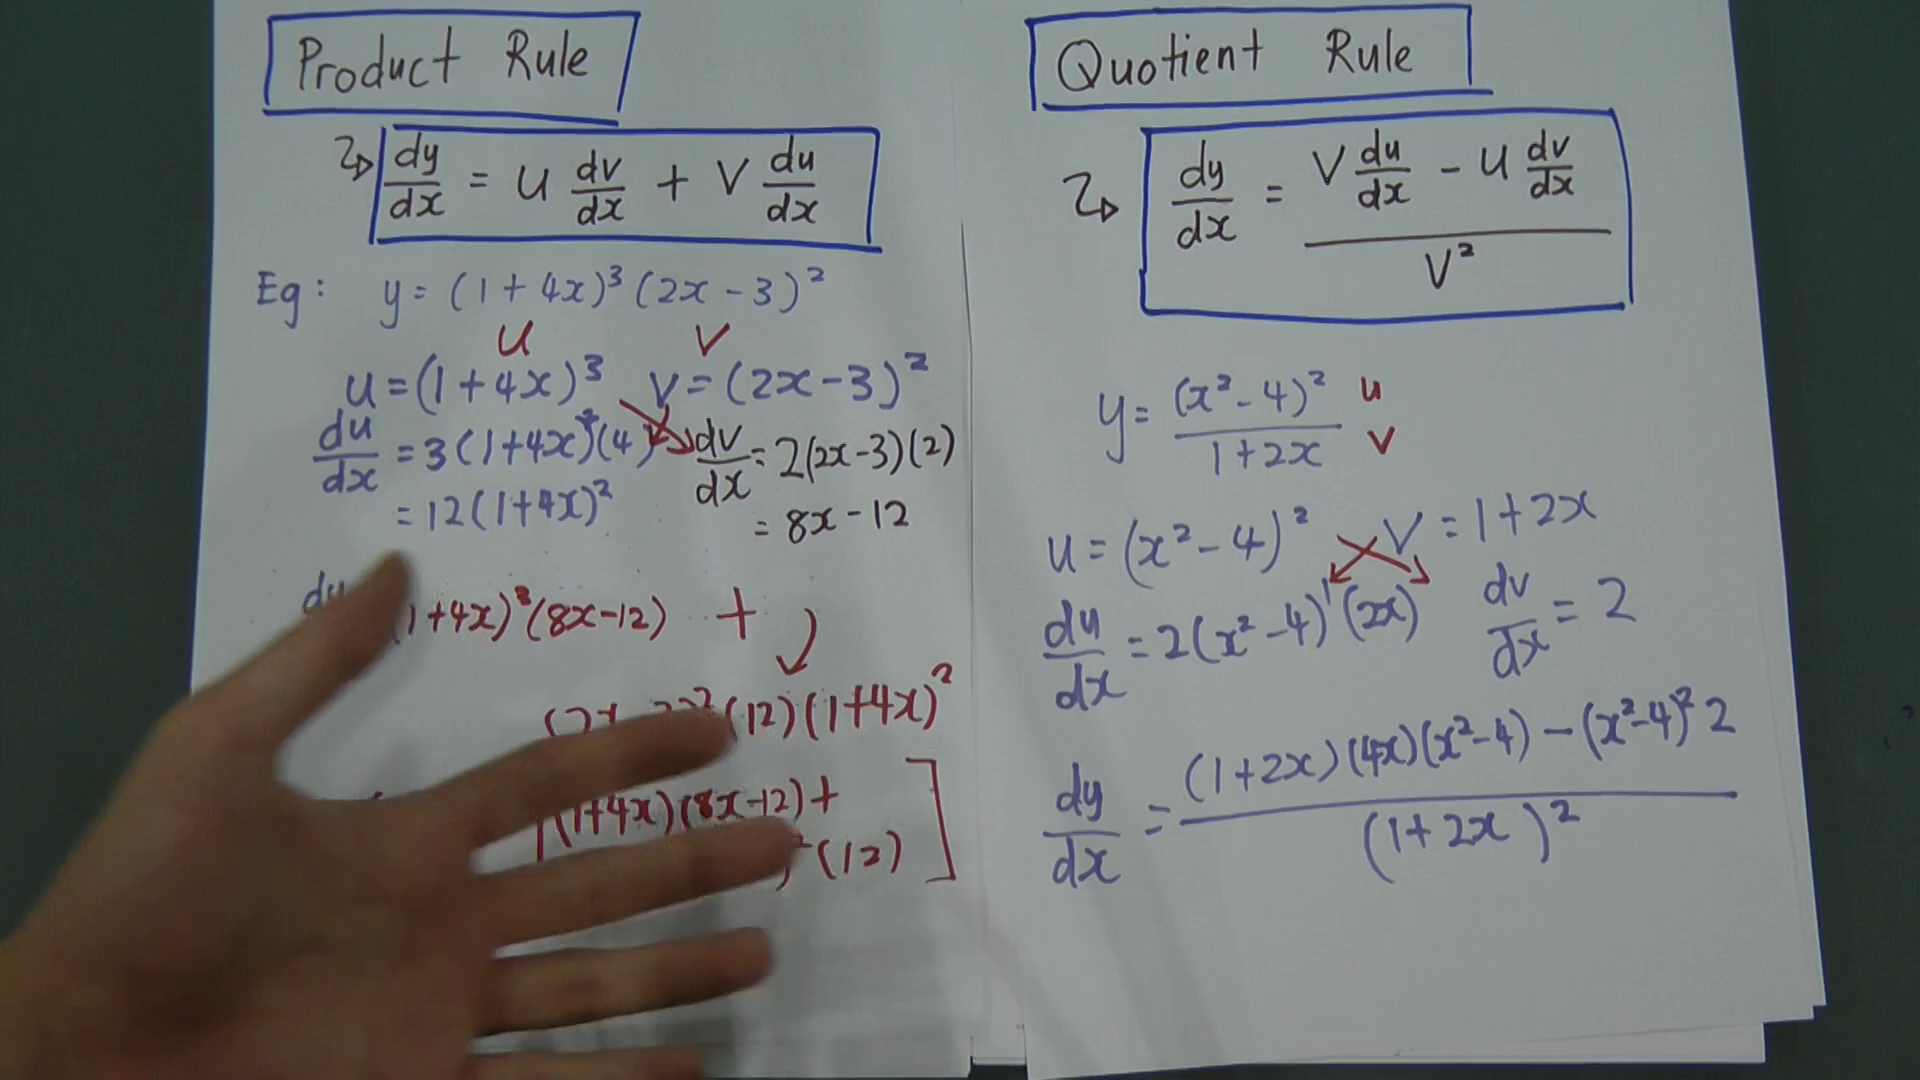 Product Rule
dy/dx = u dv/dx + v du/dx
Eg: y = (1+4x)³(2x-3)²
u v
u = (1+4x)³ v = (2x-3)²
du/dx = 3(1+4x)²(4) dv/dx = 2(2x-3)(2)
= 12(1+4x)² = 8x-12
1+4x)³(8x-12) +
(12)(1+4x)²
[(1+4x)(8x-12)+
²(12)]
Quotient Rule
dy/dx = (v du/dx - u dv/dx)/v²
y = (x²-4)²/(1+2x) u v
u = (x²-4)² v = 1+2x
du/dx = 2(x²-4)¹(2x) dv/dx = 2
dy/dx = ((1+2x)(4x)(x²-4)-(x²-4)²2)/(1+2x)²